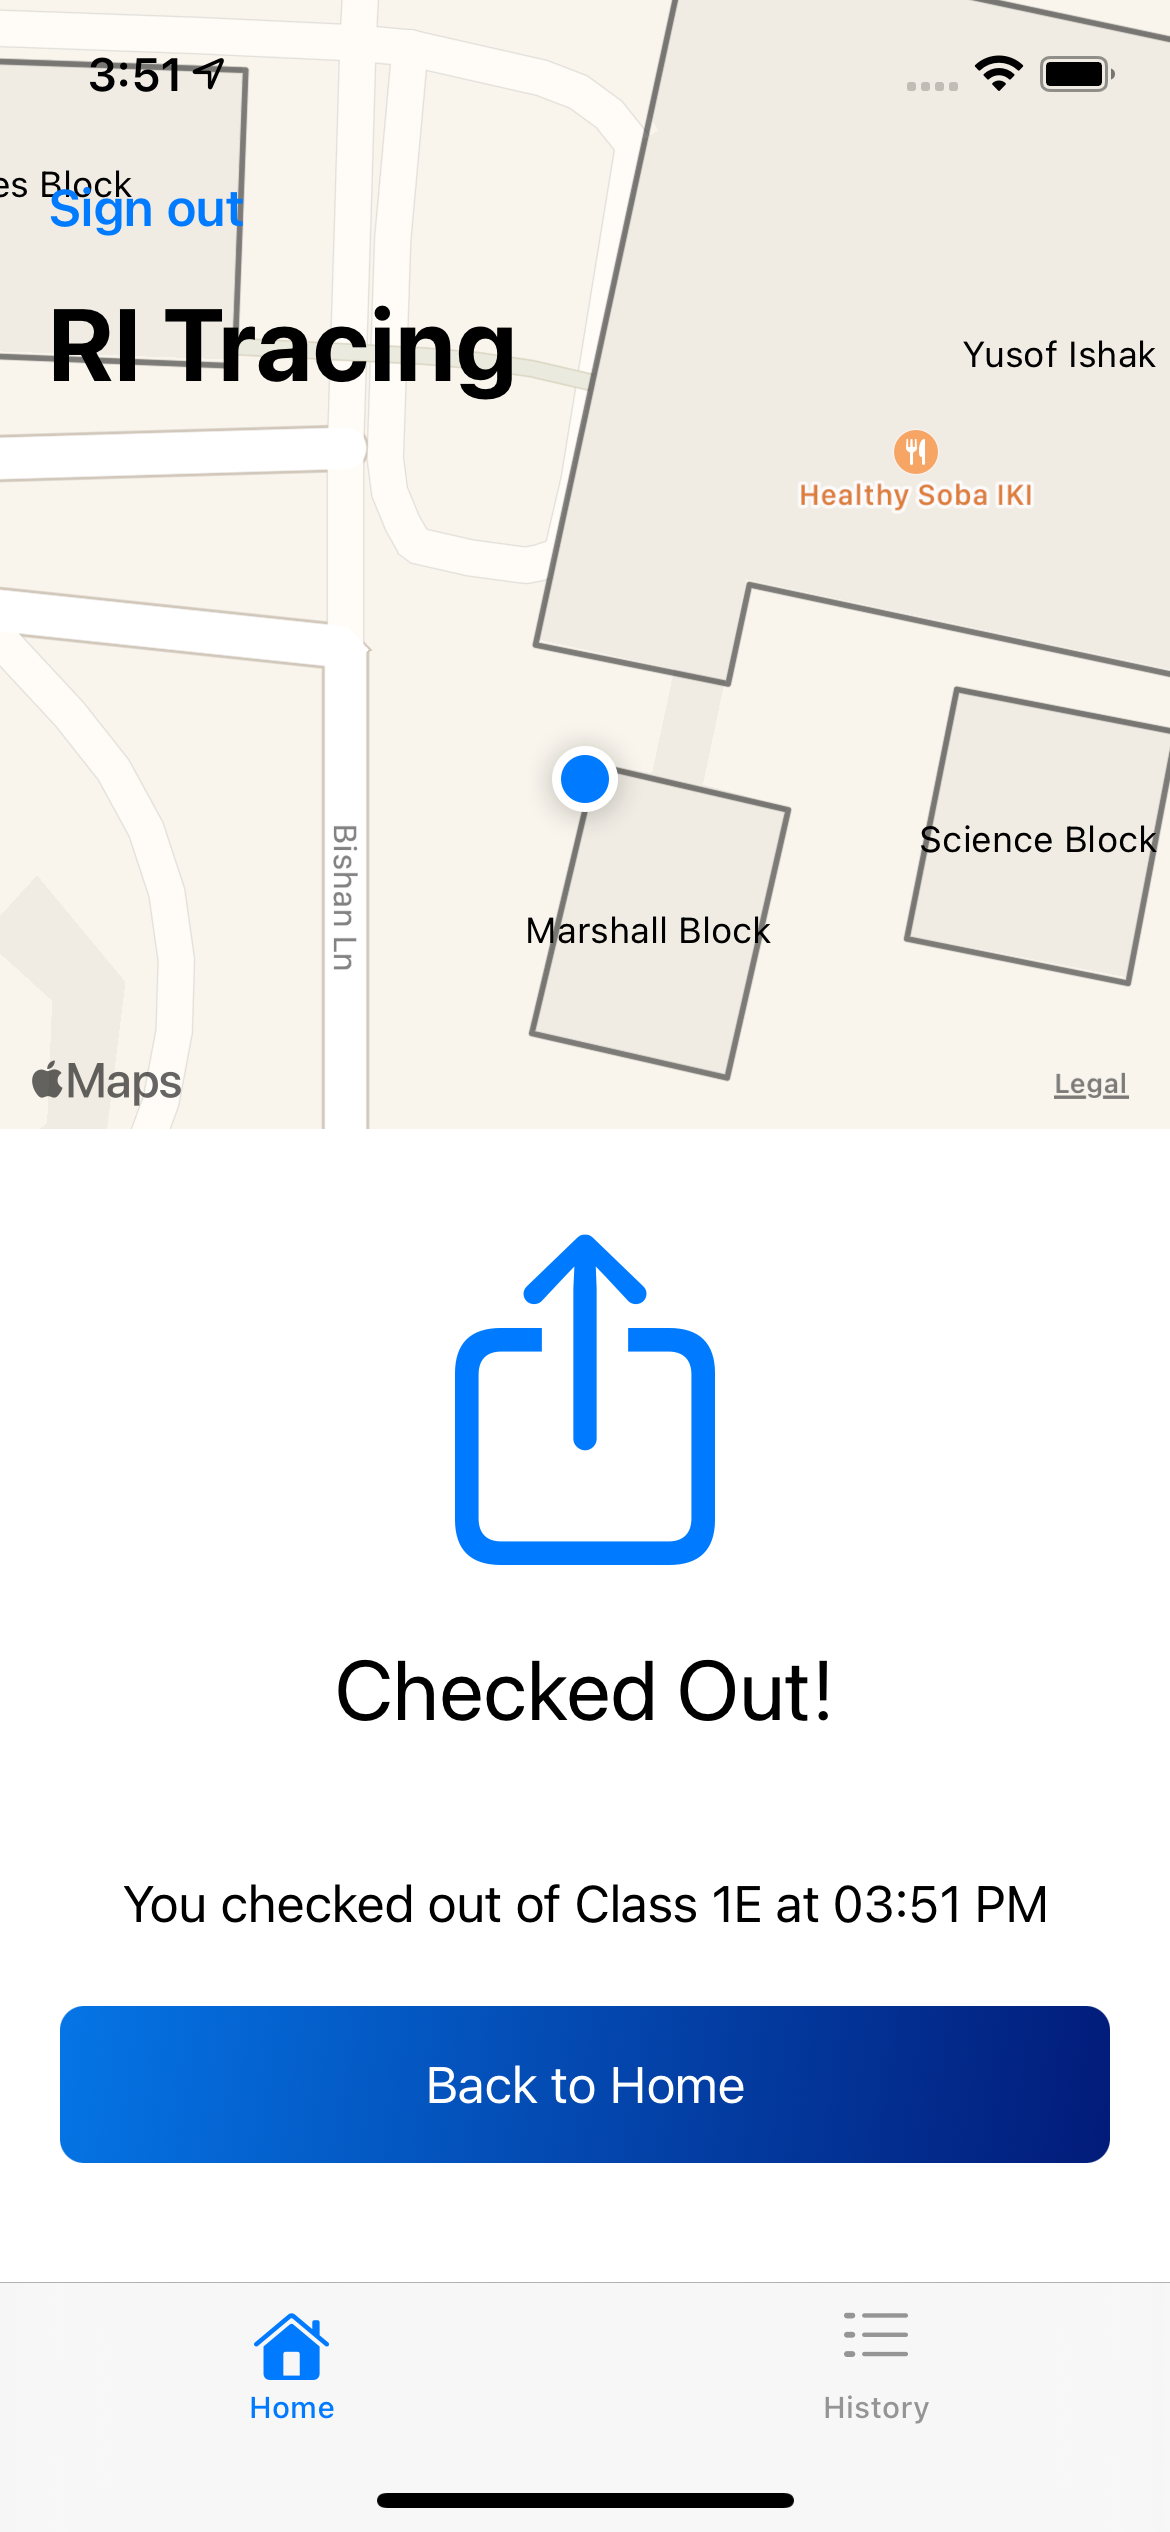 3:51
es Block
Sign out
RI Tracing
Yusof Ishak
Healthy Soba IKI
Science Block
Bishan Ln
Marshall Block
Maps
Legal
Checked Out!
You checked out of Class 1E at 03:51 PM
Back to Home
Home
History